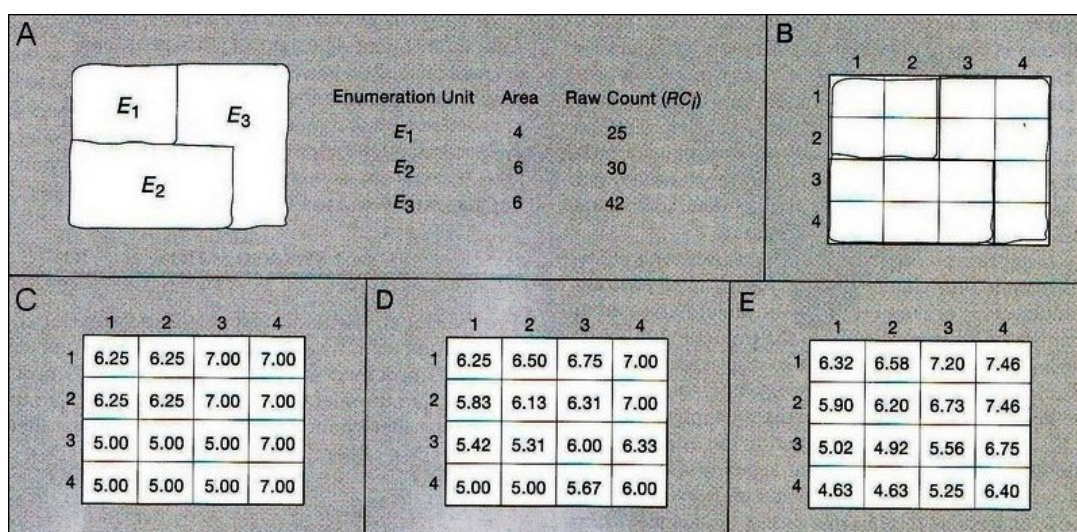 A
E1
E3
E2
Enumeration Unit Area Raw Count (RCi)
E1 4 25
E2 6 30
E3 6 42
B
1 2 3 4
1
2
3
4
C
1 2 3 4
1 6.25 6.25 7.00 7.00
2 6.25 6.25 7.00 7.00
3 5.00 5.00 5.00 7.00
4 5.00 5.00 5.00 7.00
D
1 2 3 4
1 6.25 6.50 6.75 7.00
2 5.83 6.13 6.31 7.00
3 5.42 5.31 6.00 6.33
4 5.00 5.00 5.67 6.00
E
1 2 3 4
1 6.32 6.58 7.20 7.46
2 5.90 6.20 6.73 7.46
3 5.02 4.92 5.56 6.75
4 4.63 4.63 5.25 6.40